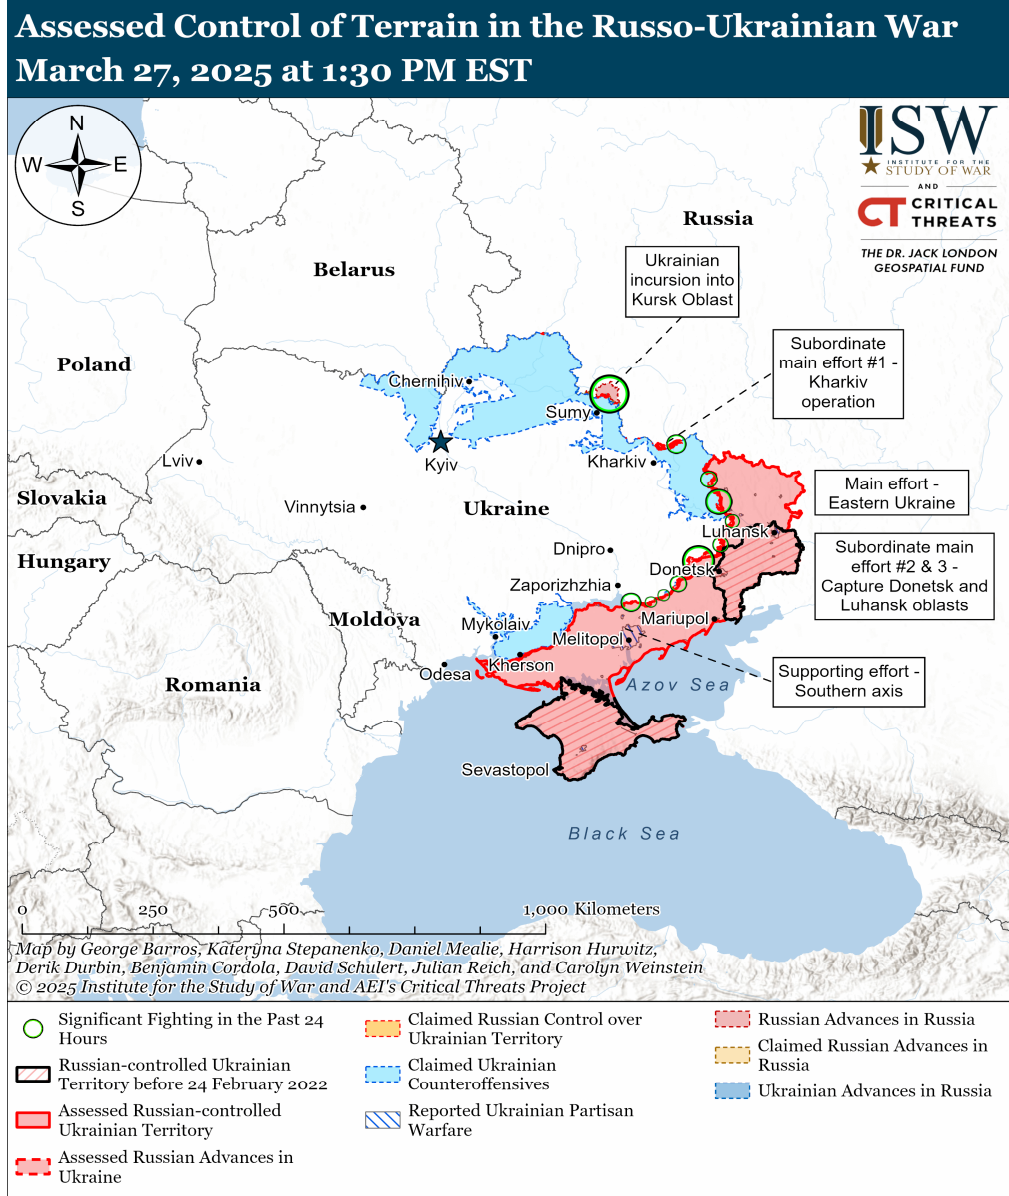 Assessed Control of Terrain in the Russo-Ukrainian War
March 27, 2025 at 1:30 PM EST
N
W
E
S
ISW
INSTITUTE FOR THE
STUDY OF WAR
AND
CT CRITICAL
THREATS
THE DR. JACK LONDON
GEOSPATIAL FUND
Russia
Belarus
Ukrainian
incursion into
Kursk Oblast
Subordinate
main effort #1 -
Kharkiv
operation
Poland
Chernihiv
Sumy
Kyiv
Lviv
Kharkiv
Slovakia
Main effort -
Eastern Ukraine
Vinnytsia
Ukraine
Luhansk
Hungary
Dnipro
Subordinate main
effort #2 & 3 -
Capture Donetsk and
Luhansk oblasts
Donetsk
Zaporizhzhia
Moldova
Mykolaiv
Mariupol
Melitopol
Kherson
Odesa
Supporting effort -
Southern axis
Romania
Azov Sea
Sevastopol
Black Sea
0 250 500 1,000 Kilometers
Map by George Barros, Kateryna Stepanenko, Daniel Mealie, Harrison Hurwitz,
Derik Durbin, Benjamin Cordola, David Schulert, Julian Reich, and Carolyn Weinstein
© 2025 Institute for the Study of War and AEI's Critical Threats Project
Significant Fighting in the Past 24
Hours
Russian-controlled Ukrainian
Territory before 24 February 2022
Assessed Russian-controlled
Ukrainian Territory
Assessed Russian Advances in
Ukraine
Claimed Russian Control over
Ukrainian Territory
Claimed Ukrainian
Counteroffensives
Reported Ukrainian Partisan
Warfare
Russian Advances in Russia
Claimed Russian Advances in
Russia
Ukrainian Advances in Russia